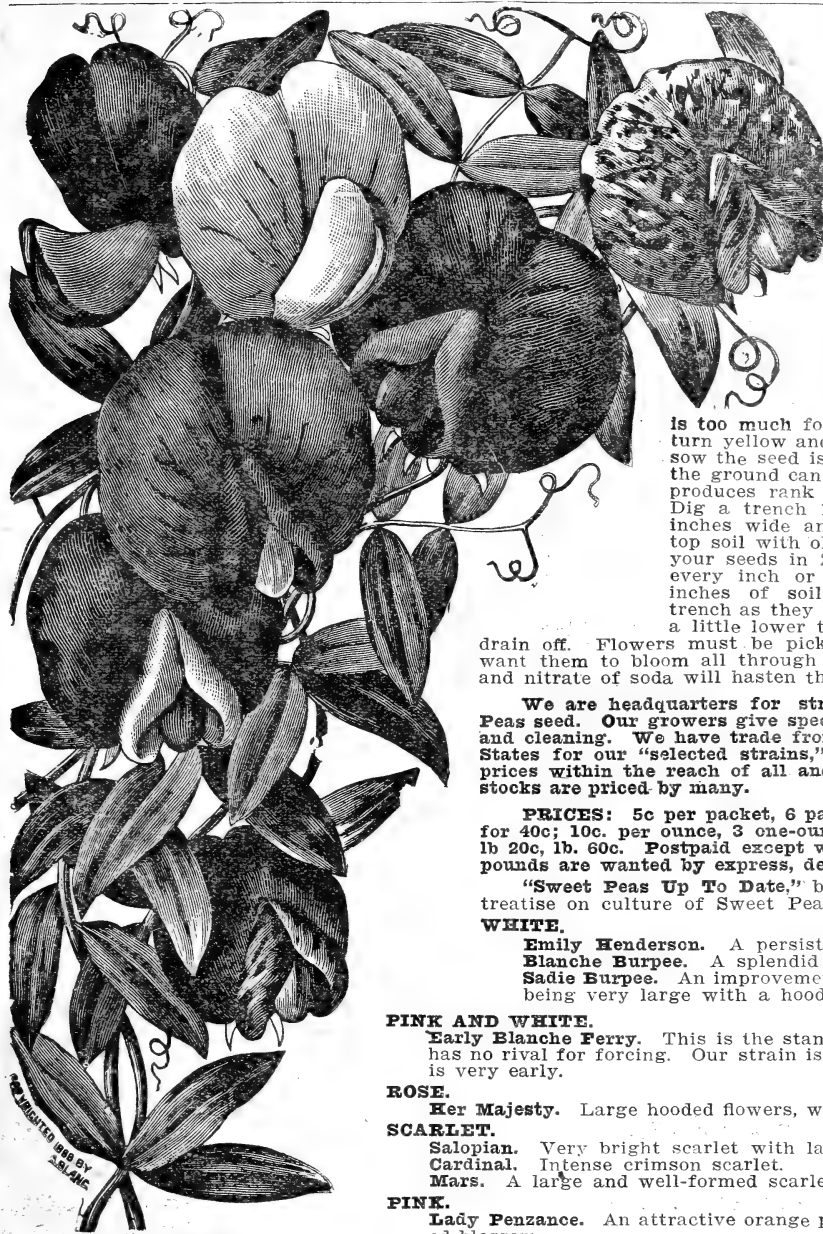 is too much fo
turn yellow and
sow the seed is
the ground can
produces rank
Dig a trench
inches wide an
top soil with ol
your seeds in
every inch or
inches of soil
trench as they
a little lower t
drain off. Flowers must be pick
want them to bloom all through
and nitrate of soda will hasten th
We are headquarters for str
Peas seed. Our growers give spec
and cleaning. We have trade fro
States for our "selected strains,"
prices within the reach of all and
stocks are priced by many.
PRICES: 5c per packet, 6 pa
for 40c; 10c. per ounce, 3 one-our
lb 20c, lb. 60c. Postpaid except w
pounds are wanted by express, de
"Sweet Peas Up To Date," b
treatise on culture of Sweet Pea
WHITE.
Emily Henderson. A persist
Blanche Burpee. A splendid
Sadie Burpee. An improveme
being very large with a hood
PINK AND WHITE.
Early Blanche Ferry. This is the stan
has no rival for forcing. Our strain is
is very early.
ROSE.
Her Majesty. Large hooded flowers, w
SCARLET.
Salopian. Very bright scarlet with la
Cardinal. Intense crimson scarlet.
Mars. A large and well-formed scarle
PINK.
Lady Penzance. An attractive orange p
COPYRIGHTED 1898 BY
A. BLANC